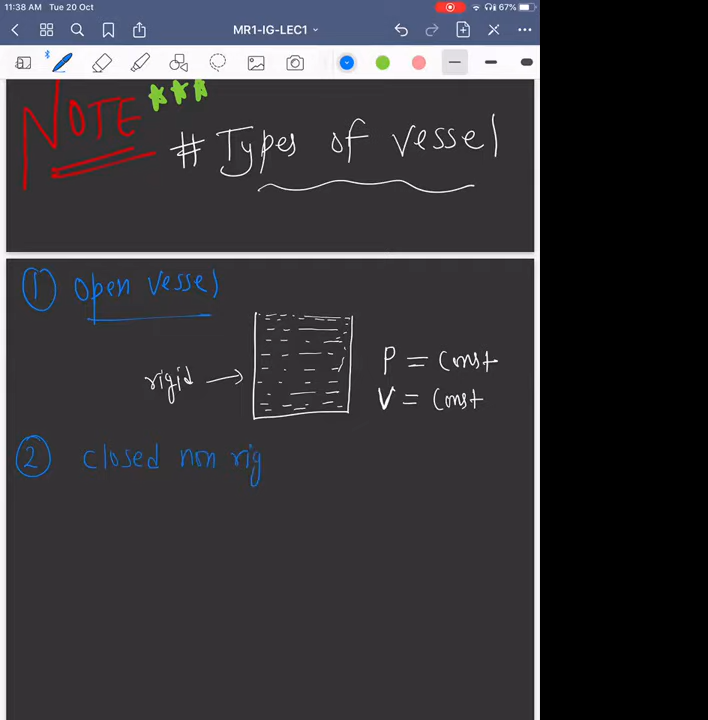 11:38 AM Tue 20 Oct
67%
MR1-IG-LEC1
NOTE
# Types of vessel
① open vessel
rigid →
P = Const
V = Const
② closed non rig